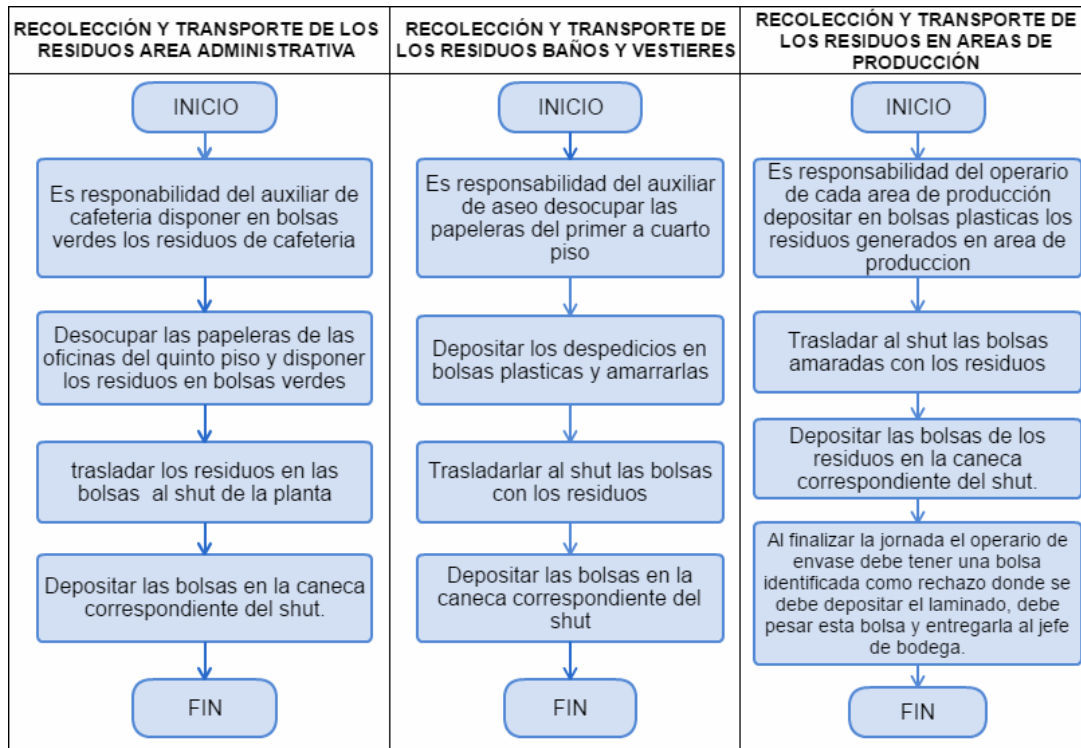 RECOLECCIÓN Y TRANSPORTE DE LOS
RESIDUOS AREA ADMINISTRATIVA
INICIO
Es responabilidad del auxiliar de
cafeteria disponer en bolsas
verdes los residuos de cafeteria
Desocupar las papeleras de las
oficinas del quinto piso y disponer
los residuos en bolsas verdes
trasladar los residuos en las
bolsas al shut de la planta
Depositar las bolsas en la caneca
correspondiente del shut.
FIN
RECOLECCIÓN Y TRANSPORTE DE
LOS RESIDUOS BAÑOS Y VESTIERES
INICIO
Es responsabilidad del auxiliar
de aseo desocupar las
papeleras del primer a cuarto
piso
Depositar los despedicios en
bolsas plasticas y amarrarlas
Trasladarlar al shut las bolsas
con los residuos
Depositar las bolsas en la
caneca correspondiente del
shut
FIN
RECOLECCIÓN Y TRANSPORTE DE
LOS RESIDUOS EN AREAS DE
PRODUCCIÓN
INICIO
Es responsabilidad del operario
de cada area de producción
depositar en bolsas plasticas los
residuos generados en area de
produccion
Trasladar al shut las bolsas
amaradas con los residuos
Depositar las bolsas de los
residuos en la caneca
correspondiente del shut.
Al finalizar la jornada el operario de
envase debe tener una bolsa
identificada como rechazo donde se
debe depositar el laminado, debe
pesar esta bolsa y entregarla al jefe
de bodega.
FIN